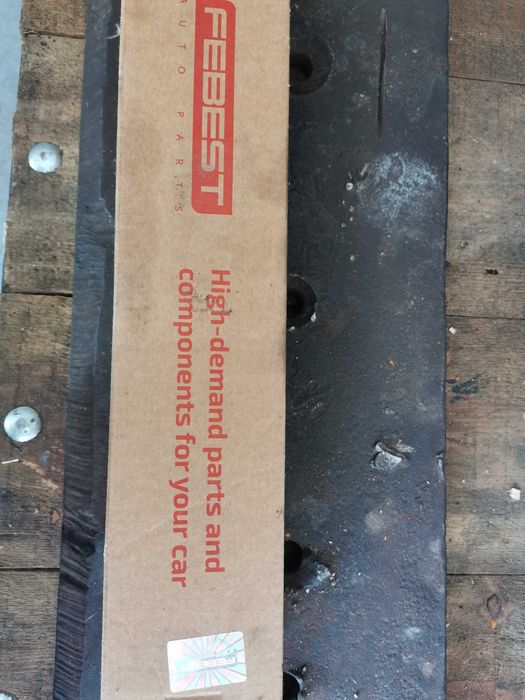 FEBEST
AUTO PARTS
High-demand parts and
components for your car